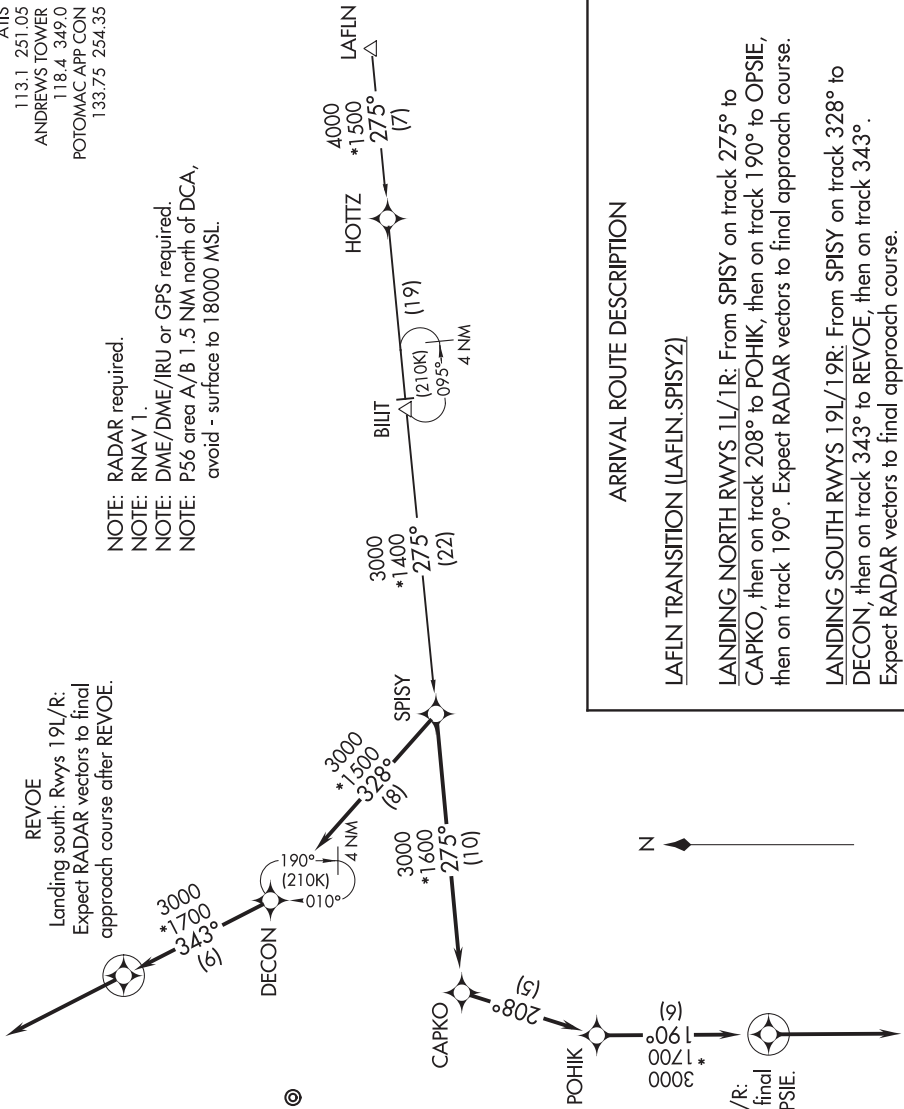 ATIS
113.1 251.05
ANDREWS TOWER
118.4 349.0
POTOMAC APP CON
133.75 254.35
NOTE: RADAR required.
NOTE: RNAV 1.
NOTE: DME/DME/IRU or GPS required.
NOTE: P56 area A/B 1.5 NM north of DCA,
avoid - surface to 18000 MSL.
REVOE
Landing south: Rwys 19L/R:
Expect RADAR vectors to final
approach course after REVOE.
LAFLN
4000
*1500
275°
(7)
HOTTZ
(19)
BILIT
(210K)
095°
4 NM
3000
*1400
275°
(22)
SPISY
3000
*1500
328°
(8)
190°
(210K)
010°
4 NM
DECON
3000
*1700
343°
(6)
3000
*1600
275°
(10)
CAPKO
208°
(5)
POHIK
3000
*
1700
190°
(6)
/R:
final
PSIE.
N
ARRIVAL ROUTE DESCRIPTION
LAFLN TRANSITION (LAFLN.SPISY2)
LANDING NORTH RWYS 1L/1R: From SPISY on track 275° to
CAPKO, then on track 208° to POHIK, then on track 190° to OPSIE,
then on track 190°. Expect RADAR vectors to final approach course.
LANDING SOUTH RWYS 19L/19R: From SPISY on track 328° to
DECON, then on track 343° to REVOE, then on track 343°.
Expect RADAR vectors to final approach course.